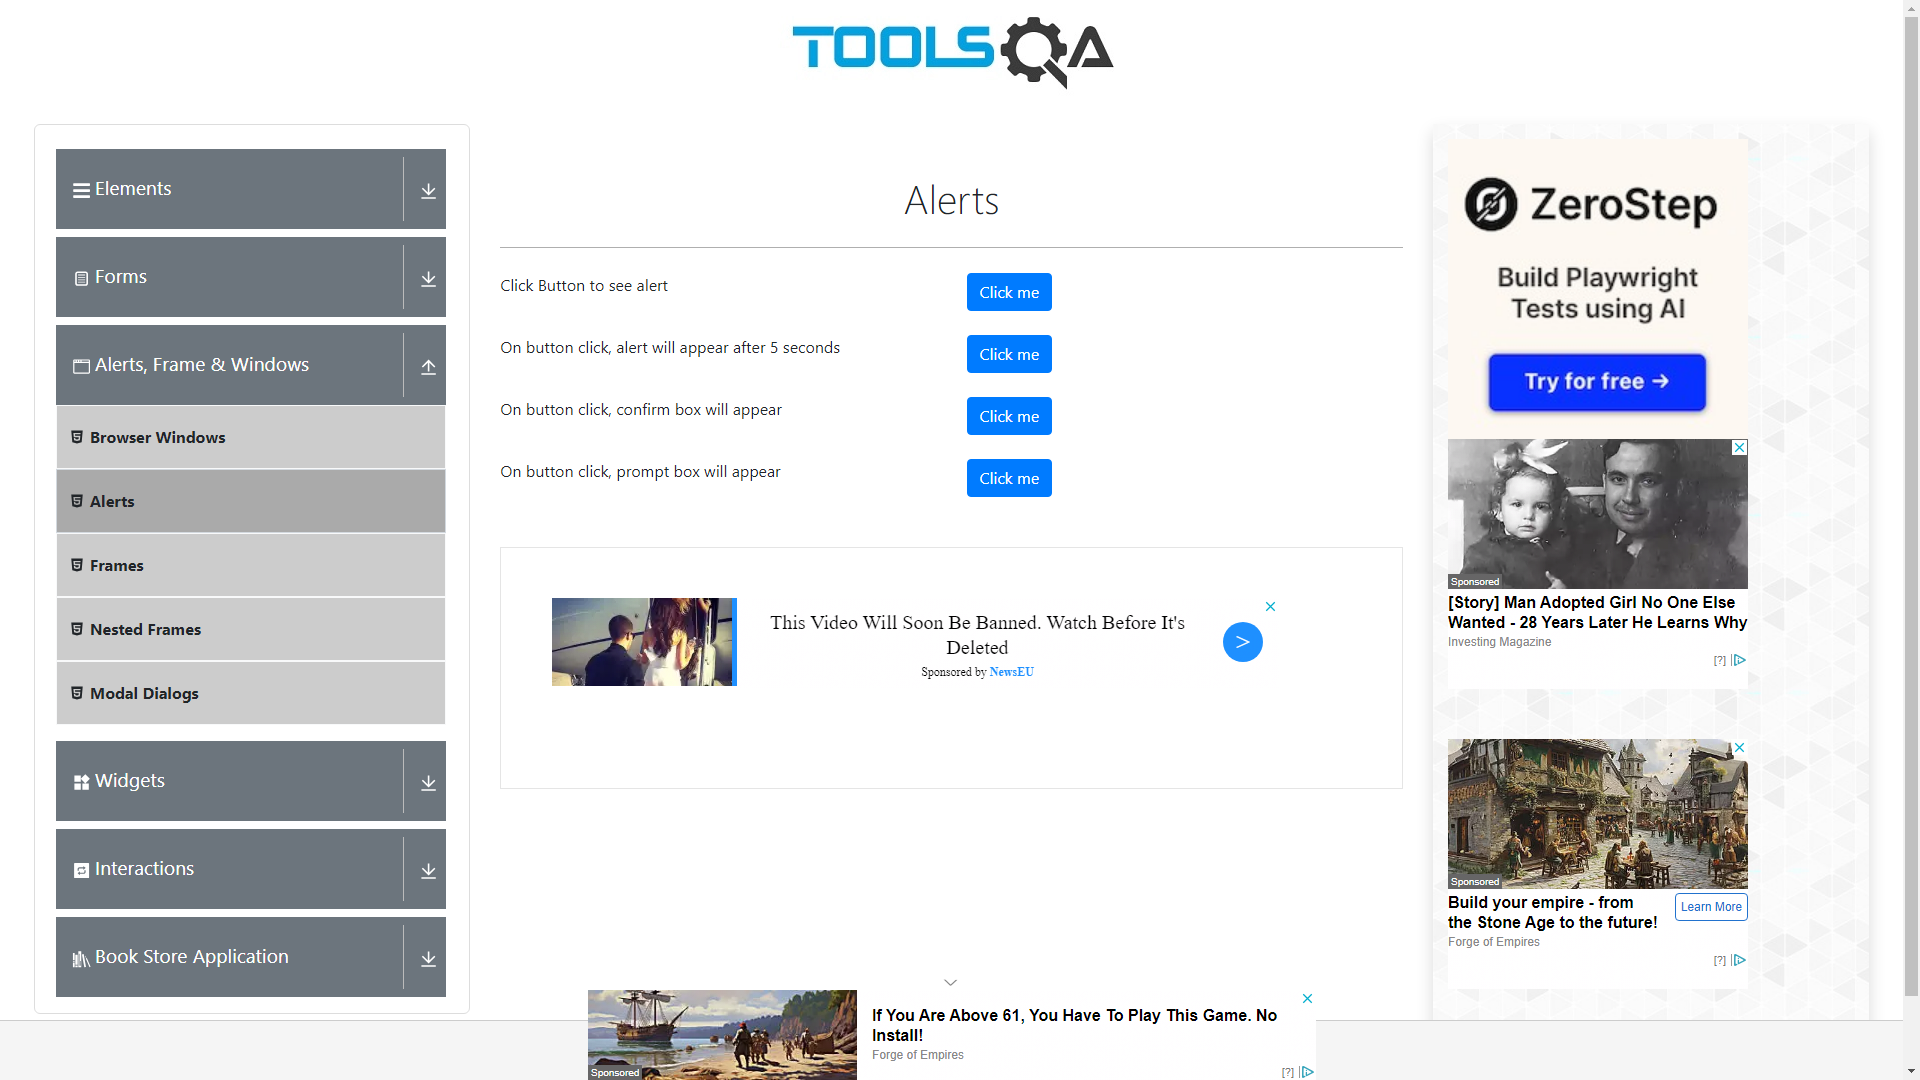 TOOLSQA
Elements
Forms
Alerts, Frame & Windows
Browser Windows
Alerts
Frames
Nested Frames
Modal Dialogs
Widgets
Interactions
Book Store Application
Alerts
Click Button to see alert
Click me
On button click, alert will appear after 5 seconds
Click me
On button click, confirm box will appear
Click me
On button click, prompt box will appear
Click me
This Video Will Soon Be Banned. Watch Before It's
Deleted
Sponsored by NewsEU
>
ZeroStep
Build Playwright
Tests using AI
Try for free →
Sponsored
[Story] Man Adopted Girl No One Else
Wanted - 28 Years Later He Learns Why
Investing Magazine
[?]
Sponsored
Build your empire - from
the Stone Age to the future!
Learn More
Forge of Empires
[?]
If You Are Above 61, You Have To Play This Game. No
Install!
Forge of Empires
Sponsored
[?]